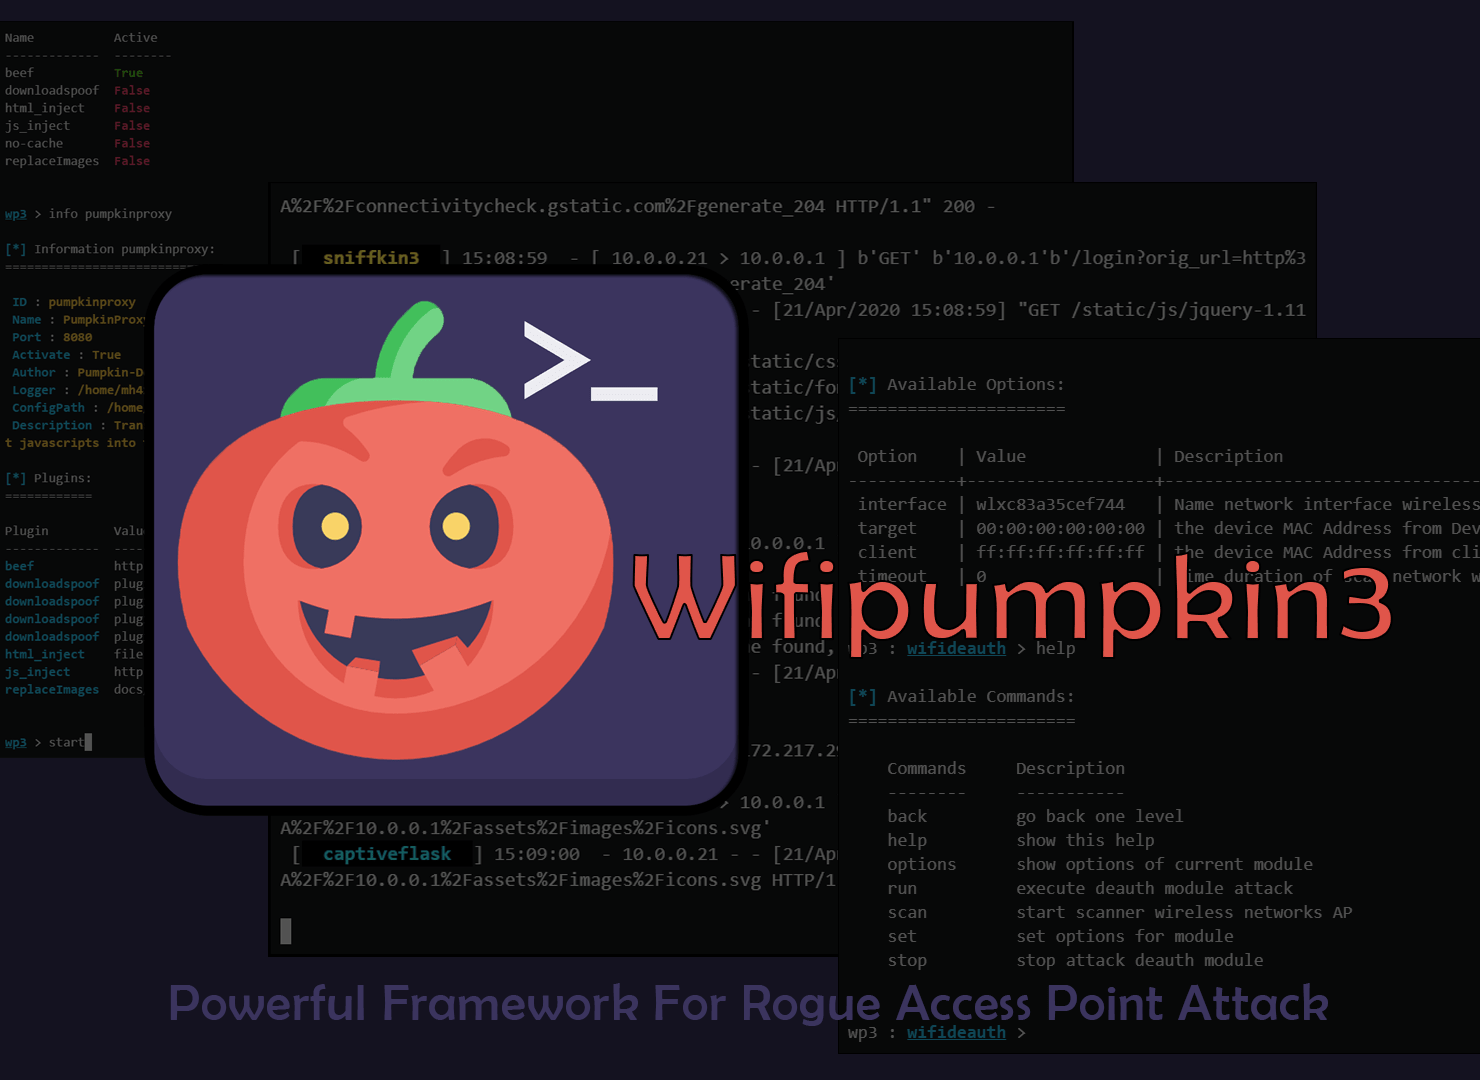 Name Active
------------- --------
beef True
downloadspoof False
html_inject False
js_inject False
no-cache False
replaceImages False
wp3 > info pumpkinproxy
[*] Information pumpkinproxy:
ID : pumpkinproxy
Name : PumpkinProxy
Port : 8080
Activate : True
Author : Pumpkin-D
Logger : /home/mh4
ConfigPath : /home/
Description : Tran
t javascripts into
[*] Plugins:
============
Plugin Valu
------------- ----
beef http
downloadspoof plug
downloadspoof plug
downloadspoof plug
downloadspoof plug
html_inject file
js_inject http
replaceImages docs
wp3 > start
A%2F%2Fconnectivitycheck.gstatic.com%2Fgenerate_204 HTTP/1.1" 200 -
[ sniffkin3 ] 15:08:59 - [ 10.0.0.21 > 10.0.0.1 ] b'GET' b'10.0.0.1'b'/login?orig_url=http%3
erate_204'
- [21/Apr/2020 15:08:59] "GET /static/js/jquery-1.11
tatic/cs
tatic/fo
tatic/js
- [21/Ap
.0.0.1
found
found
e found,
- [21/Ap
72.217.2
> 10.0.0.1
A%2F%2F10.0.0.1%2Fassets%2Fimages%2Ficons.svg'
[ captiveflask ] 15:09:00 - 10.0.0.21 - - [21/Ap
A%2F%2F10.0.0.1%2Fassets%2Fimages%2Ficons.svg HTTP/1
>_
Wifipumpkin3
[*] Available Options:
======================
Option | Value | Description
interface | wlxc83a35cef744 | Name network interface wireless
target | 00:00:00:00:00:00 | the device MAC Address from Dev
client | ff:ff:ff:ff:ff:ff | the device MAC Address from cli
timeout | 0 | Time duration of scan network w
wp3 : wifideauth > help
[*] Available Commands:
=======================
Commands Description
-------- -----------
back go back one level
help show this help
options show options of current module
run execute deauth module attack
scan start scanner wireless networks AP
set set options for module
stop stop attack deauth module
wp3 : wifideauth >
Powerful Framework For Rogue Access Point Attack